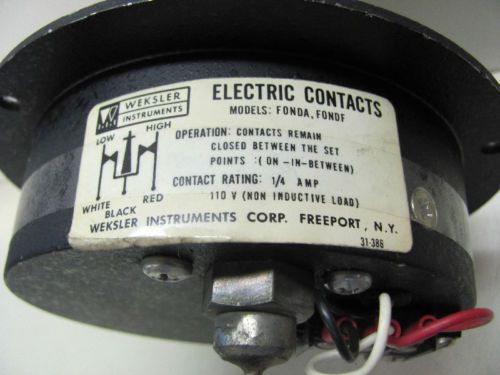 WEKSLER
INSTRUMENTS
ELECTRIC CONTACTS
MODELS: FONDA, FONDF
LOW HIGH
OPERATION: CONTACTS REMAIN
CLOSED BETWEEN THE SET
POINTS : (ON-IN-BETWEEN)
CONTACT RATING: 1/4 AMP
110 V (NON INDUCTIVE LOAD)
WHITE BLACK RED
WEKSLER INSTRUMENTS CORP. FREEPORT, N.Y.
31-386